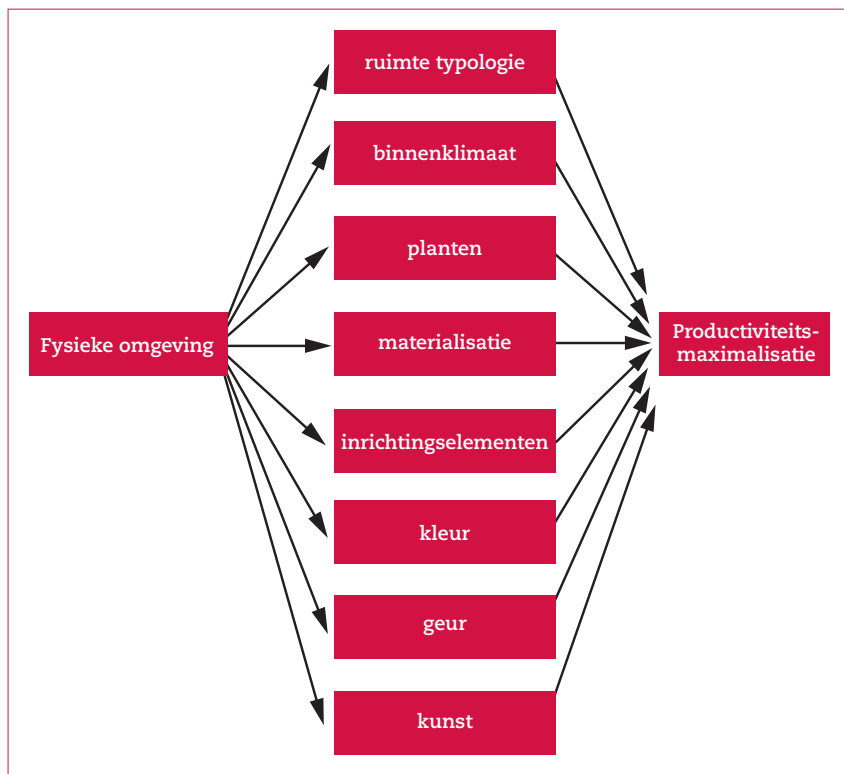 ruimte typologie
binnenklimaat
planten
Fysieke omgeving
materialisatie
Productiviteits-
maximalisatie
inrichtingselementen
kleur
geur
kunst